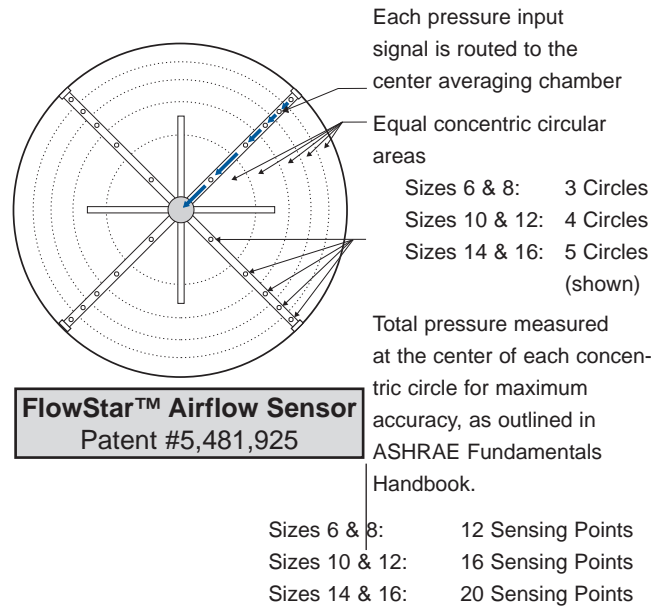 Each pressure input
signal is routed to the
center averaging chamber
Equal concentric circular
areas
Sizes 6 & 8: 3 Circles
Sizes 10 & 12: 4 Circles
Sizes 14 & 16: 5 Circles
(shown)
Total pressure measured
at the center of each concen-
tric circle for maximum
accuracy, as outlined in
ASHRAE Fundamentals
Handbook.
FlowStar™ Airflow Sensor
Patent #5,481,925
Sizes 6 & 8: 12 Sensing Points
Sizes 10 & 12: 16 Sensing Points
Sizes 14 & 16: 20 Sensing Points